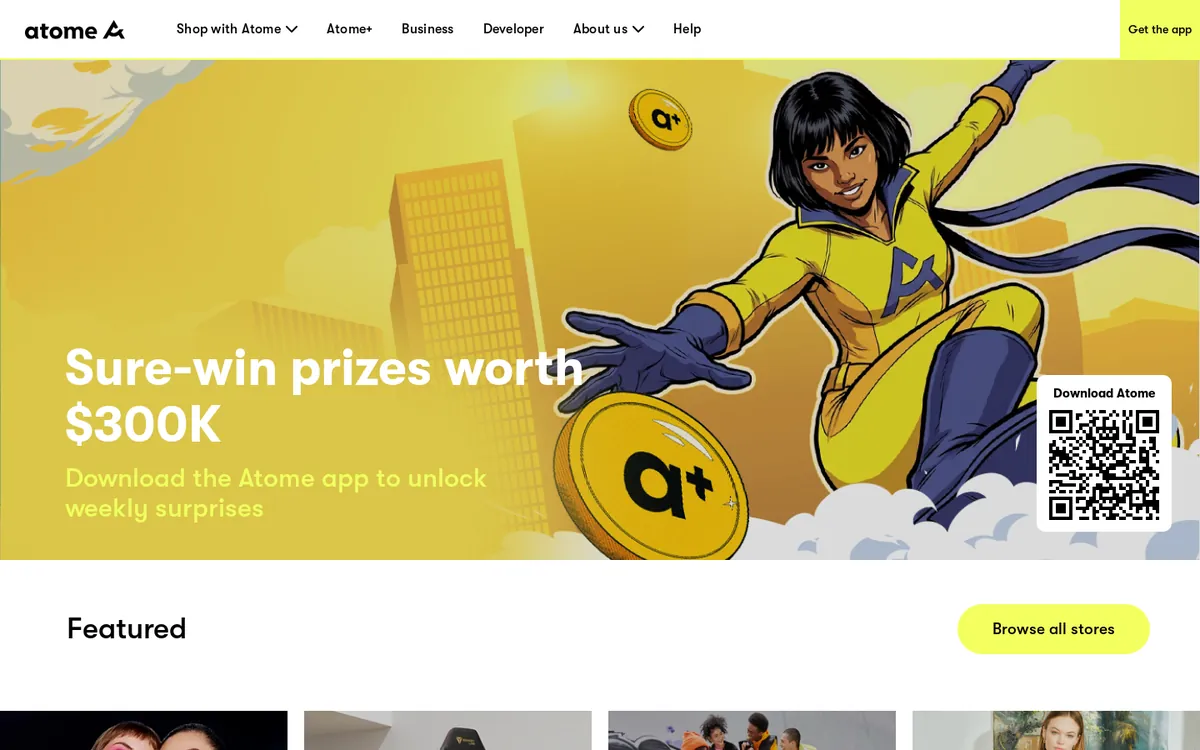 atome
Shop with Atome
Atome+
Business
Developer
About us
Help
Get the app
a+
Sure-win prizes worth
$300K
Download the Atome app to unlock
weekly surprises
a+
Download Atome
Featured
Browse all stores